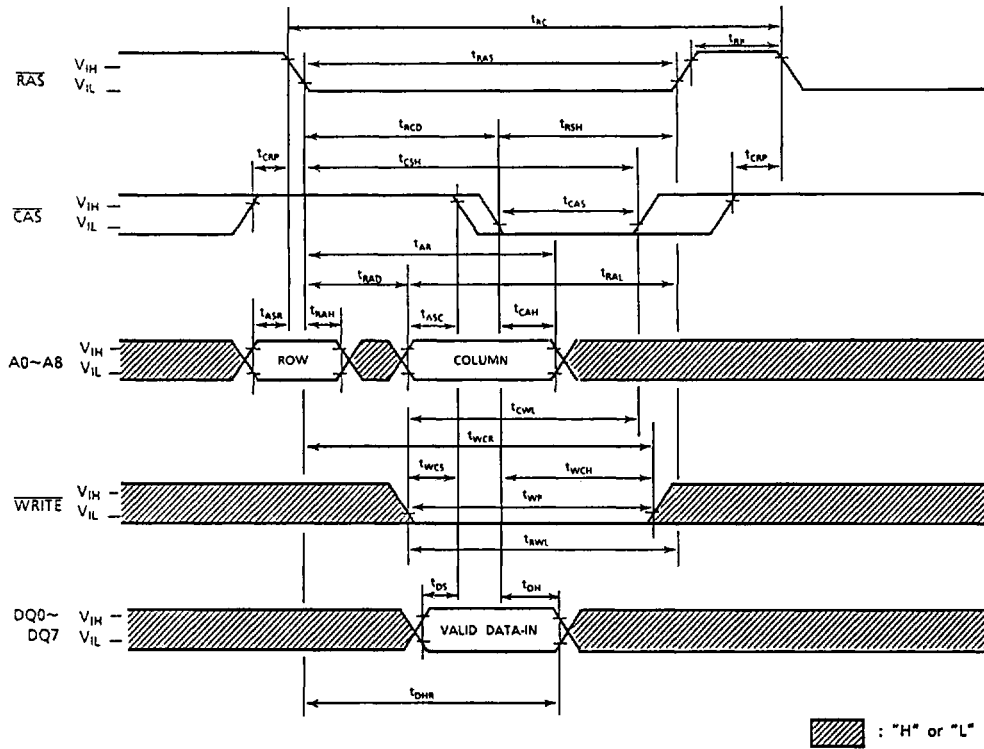 tRC
tRP
tRAS
RAS
VIH
VIL
tRCD
tRSH
tCRP
tCSH
tCRP
CAS
VIH
VIL
tCAS
tAR
tRAD
tRAL
tASR
tRAH
tASC
tCAH
A0~A8
VIH
VIL
ROW
COLUMN
tCWL
tWCR
tWCS
tWCH
WRITE
VIH
VIL
tWP
tRWL
tDS
tDH
DQ0~
DQ7
VIH
VIL
VALID DATA-IN
tDHR
: "H" or "L"